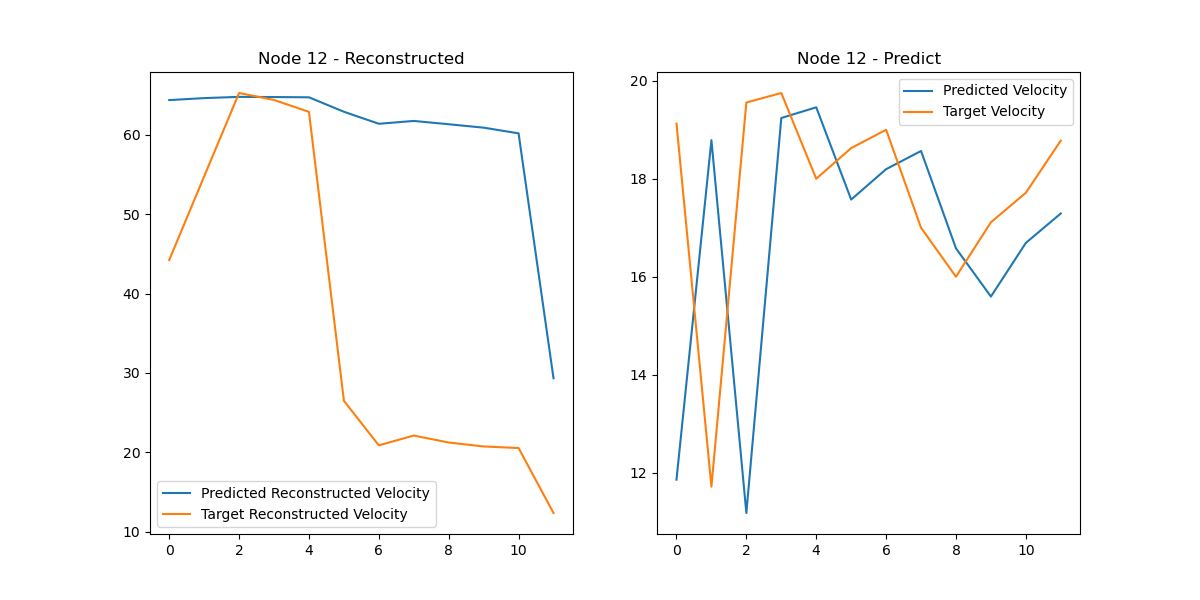 Node 12 - Reconstructed
60
50
40
30
20
10
0 2 4 6 8 10
Predicted Reconstructed Velocity
Target Reconstructed Velocity
Node 12 - Predict
20
18
16
14
12
0 2 4 6 8 10
Predicted Velocity
Target Velocity